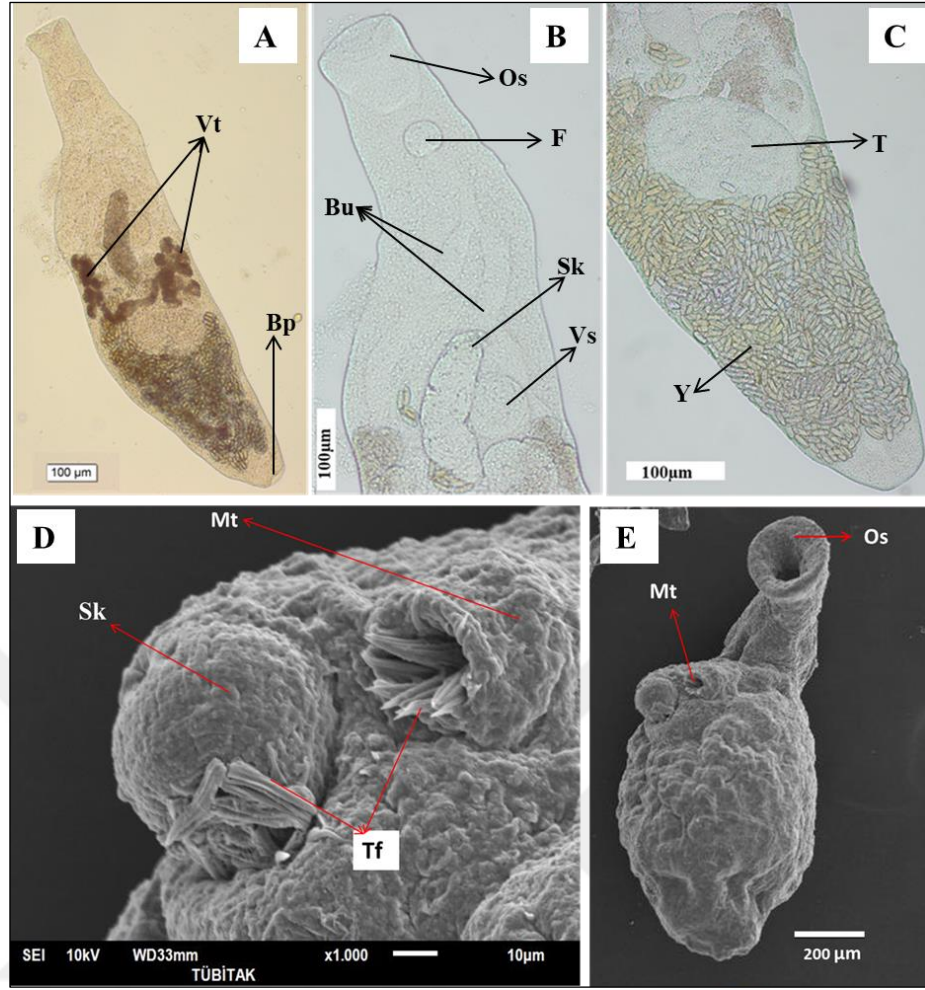 A
Vt
Bp
100 µm
B
Os
F
Bu
Sk
Vs
100µm
C
T
Y
100µm
D
Mt
Sk
Tf
SEI 10kV WD33mm x1.000 10µm
TÜBİTAK
E
Os
Mt
200 µm